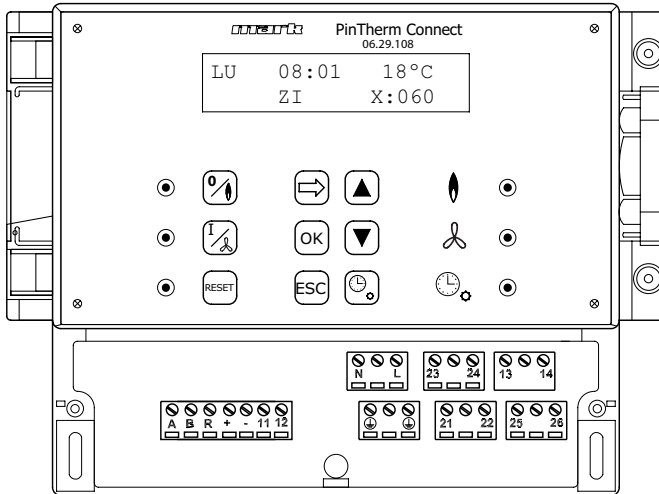 mark PinTherm Connect
06.29.108
LU 08:01 18°C
ZI X:060
0/
I/
OK
RESET ESC
N L 23 24 13 14
A B R + - 11 12 21 22 25 26